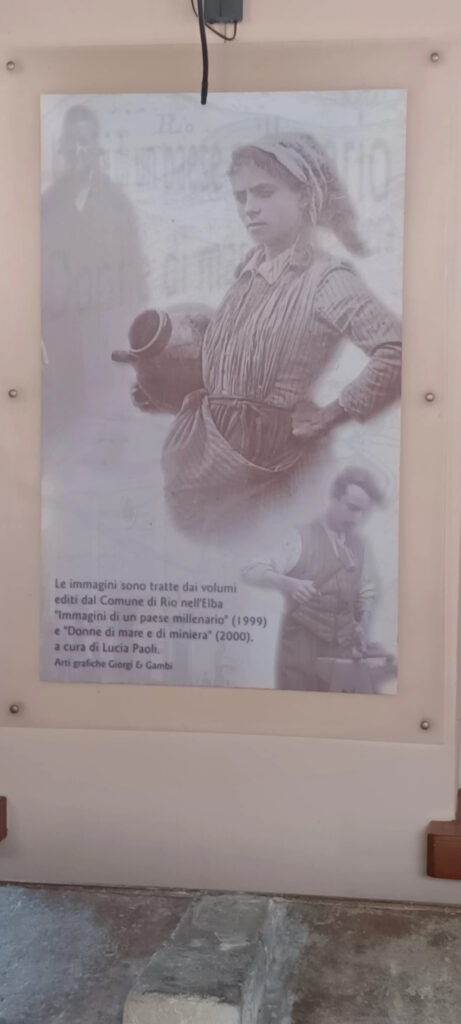 Le immagini sono tratte dai volumi
editi dal Comune di Rio nell'Elba
"Immagini di un paese millenario" (1999)
e "Donne di mare e di miniera" (2000),
a cura di Lucia Paoli.
Arti grafiche Giorgi & Gambi